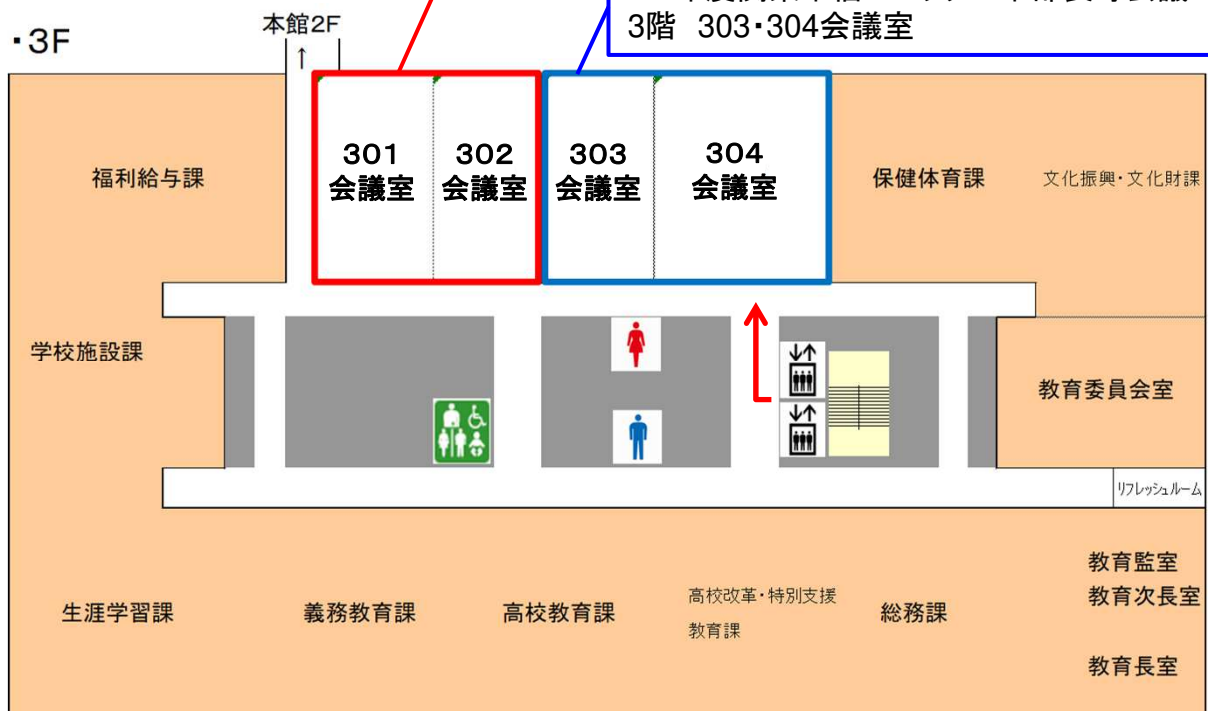 3階 303・304会議室
・3F
本館2F
↑
301
会議室
302
会議室
303
会議室
304
会議室
福利給与課
保健体育課
文化振興・文化財課
学校施設課
教育委員会室
リフレッシュルーム
生涯学習課
義務教育課
高校教育課
高校改革・特別支援
教育課
総務課
教育監室
教育次長室
教育長室